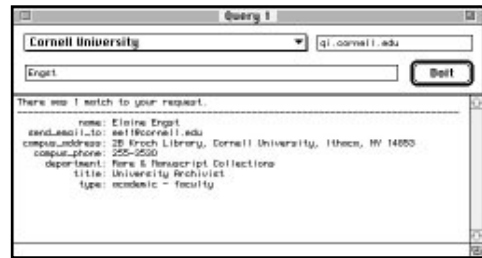 Query 1
Cornell University qi.cornell.edu
Engst Doit
There was 1 match to your request.
name: Elaine Engst
send_email_to: ee11@cornell.edu
campus_address: 2B Kroch Library, Cornell University, Ithaca, NY 14853
campus_phone: 255-3530
department: Rare & Manuscript Collections
title: University Archivist
type: academic - faculty